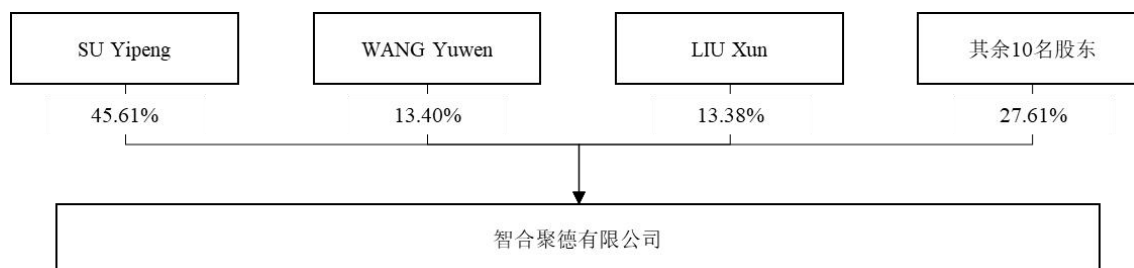 SU Yipeng
WANG Yuwen
LIU Xun
其余10名股东
45.61%
13.40%
13.38%
27.61%
智合聚德有限公司